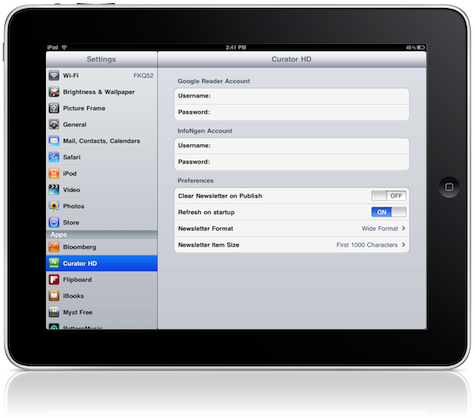 iPad 2:41 PM 46%
Settings Curator HD
Wi-Fi FKQ52
Brightness & Wallpaper
Picture Frame
General
Mail, Contacts, Calendars
Safari
iPod
Video
Photos
Store
Apps
Bloomberg
Curator HD
Flipboard
iBooks
Myst Free
PatternMusic
Google Reader Account
Username:
Password:
InfoNgen Account
Username:
Password:
Preferences
Clear Newsletter on Publish OFF
Refresh on startup ON
Newsletter Format Wide Format >
Newsletter Item Size First 1000 Characters >